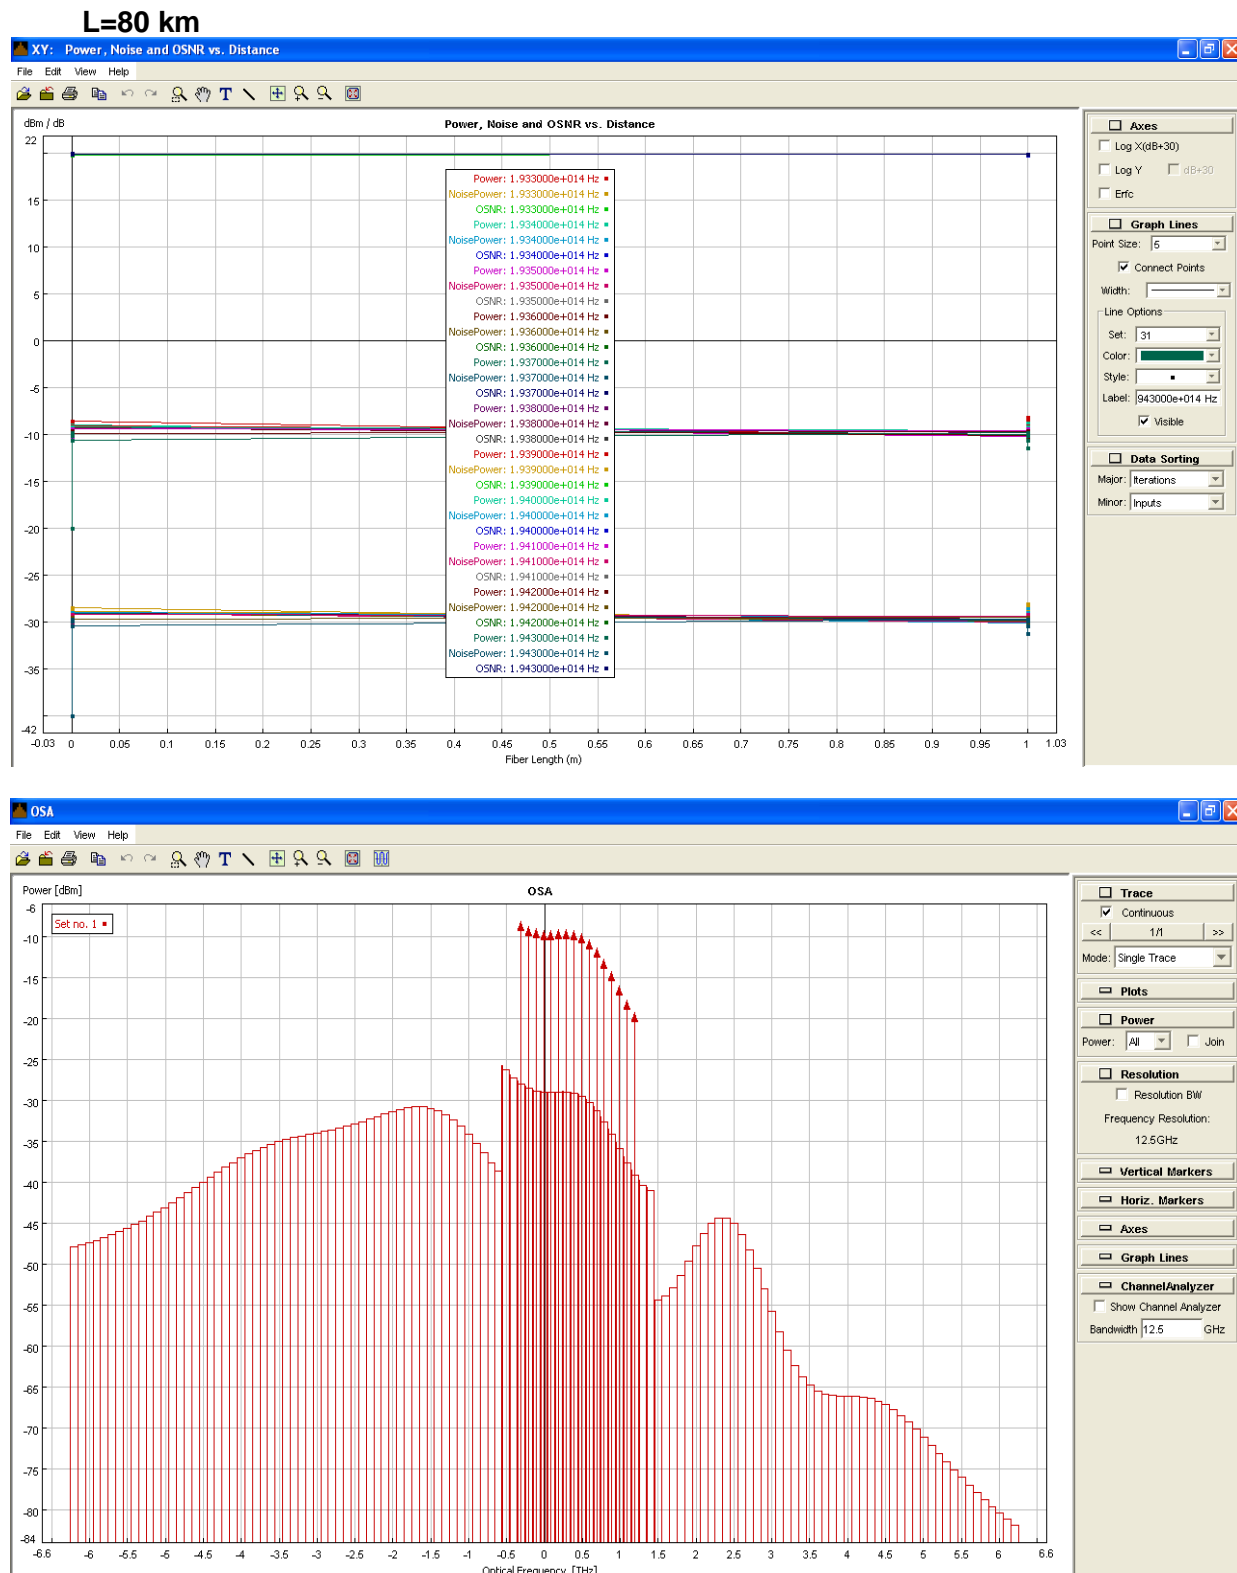 L=80 km
XY: Power, Noise and OSNR vs. Distance
File Edit View Help
dBm / dB
Power, Noise and OSNR vs. Distance
22
15
10
5
0
-5
-10
-15
-20
-25
-30
-35
-42
Power: 1.933000e+014 Hz
NoisePower: 1.933000e+014 Hz
OSNR: 1.933000e+014 Hz
Power: 1.934000e+014 Hz
NoisePower: 1.934000e+014 Hz
OSNR: 1.934000e+014 Hz
Power: 1.935000e+014 Hz
NoisePower: 1.935000e+014 Hz
OSNR: 1.935000e+014 Hz
Power: 1.936000e+014 Hz
NoisePower: 1.936000e+014 Hz
OSNR: 1.936000e+014 Hz
Power: 1.937000e+014 Hz
NoisePower: 1.937000e+014 Hz
OSNR: 1.937000e+014 Hz
Power: 1.938000e+014 Hz
NoisePower: 1.938000e+014 Hz
OSNR: 1.938000e+014 Hz
Power: 1.939000e+014 Hz
NoisePower: 1.939000e+014 Hz
OSNR: 1.939000e+014 Hz
Power: 1.940000e+014 Hz
NoisePower: 1.940000e+014 Hz
OSNR: 1.940000e+014 Hz
Power: 1.941000e+014 Hz
NoisePower: 1.941000e+014 Hz
OSNR: 1.941000e+014 Hz
Power: 1.942000e+014 Hz
NoisePower: 1.942000e+014 Hz
OSNR: 1.942000e+014 Hz
Power: 1.943000e+014 Hz
NoisePower: 1.943000e+014 Hz
OSNR: 1.943000e+014 Hz
-0.03 0 0.05 0.1 0.15 0.2 0.25 0.3 0.35 0.4 0.45 0.5 0.55 0.6 0.65 0.7 0.75 0.8 0.85 0.9 0.95 1 1.03
Fiber Length (m)
Axes
Log X(dB+30)
Log Y dB+30
Erfc
Graph Lines
Point Size: 5
Connect Points
Width:
Line Options
Set: 31
Color:
Style:
Label: 943000e+014 Hz
Visible
Data Sorting
Major: Iterations
Minor: Inputs
OSA
File Edit View Help
Power [dBm]
OSA
Set no. 1
-6
-10
-15
-20
-25
-30
-35
-40
-45
-50
-55
-60
-65
-70
-75
-80
-84
-6.6 -6 -5.5 -5 -4.5 -4 -3.5 -3 -2.5 -2 -1.5 -1 -0.5 0 0.5 1 1.5 2 2.5 3 3.5 4 4.5 5 5.5 6 6.6
Optical Frequency [THz]
Trace
Continuous
<< 1/1 >>
Mode: Single Trace
Plots
Power
Power: All Join
Resolution
Resolution BW
Frequency Resolution:
12.5GHz
Vertical Markers
Horiz. Markers
Axes
Graph Lines
ChannelAnalyzer
Show Channel Analyzer
Bandwidth 12.5 GHz